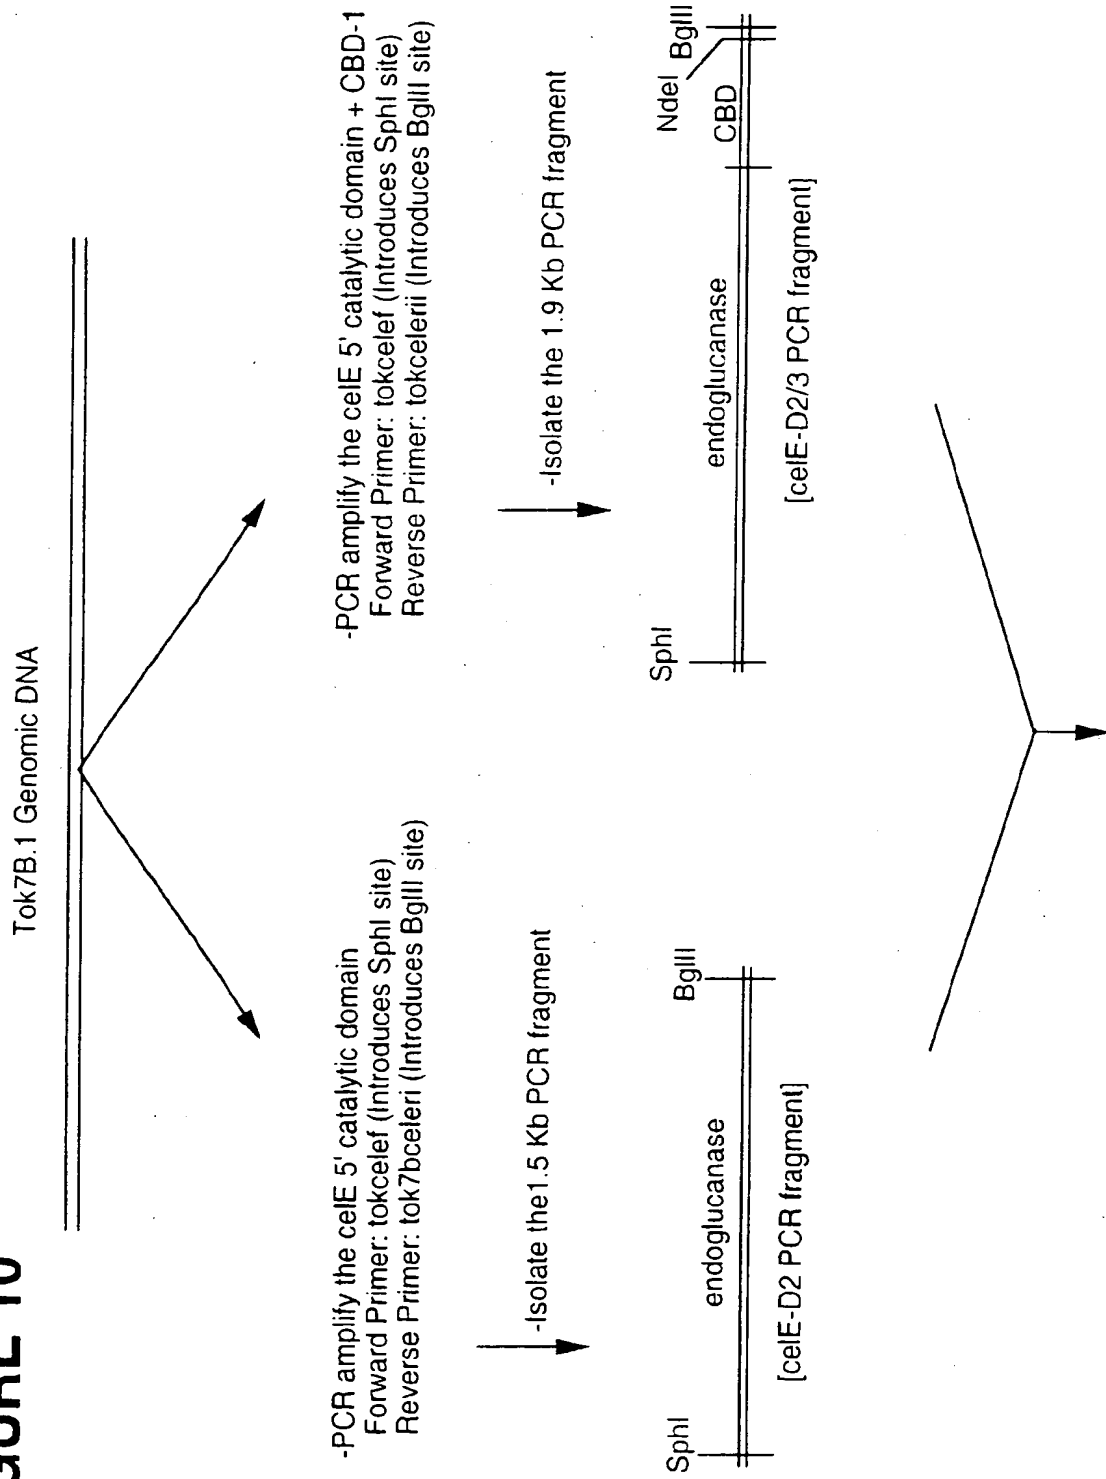 Tok7B.1 Genomic DNA
-PCR amplify the celE 5' catalytic domain
Forward Primer: tokcelef (Introduces SphI site)
Reverse Primer: tok7bceleri (Introduces BglII site)
-Isolate the1.5 Kb PCR fragment
SphI
BglII
endoglucanase
[celE-D2 PCR fragment]
-PCR amplify the celE 5' catalytic domain + CBD-1
Forward Primer: tokcelef (Introduces SphI site)
Reverse Primer: tokcelerii (Introduces BglII site)
-Isolate the 1.9 Kb PCR fragment
SphI
NdeI
BglII
endoglucanase
CBD
[celE-D2/3 PCR fragment]